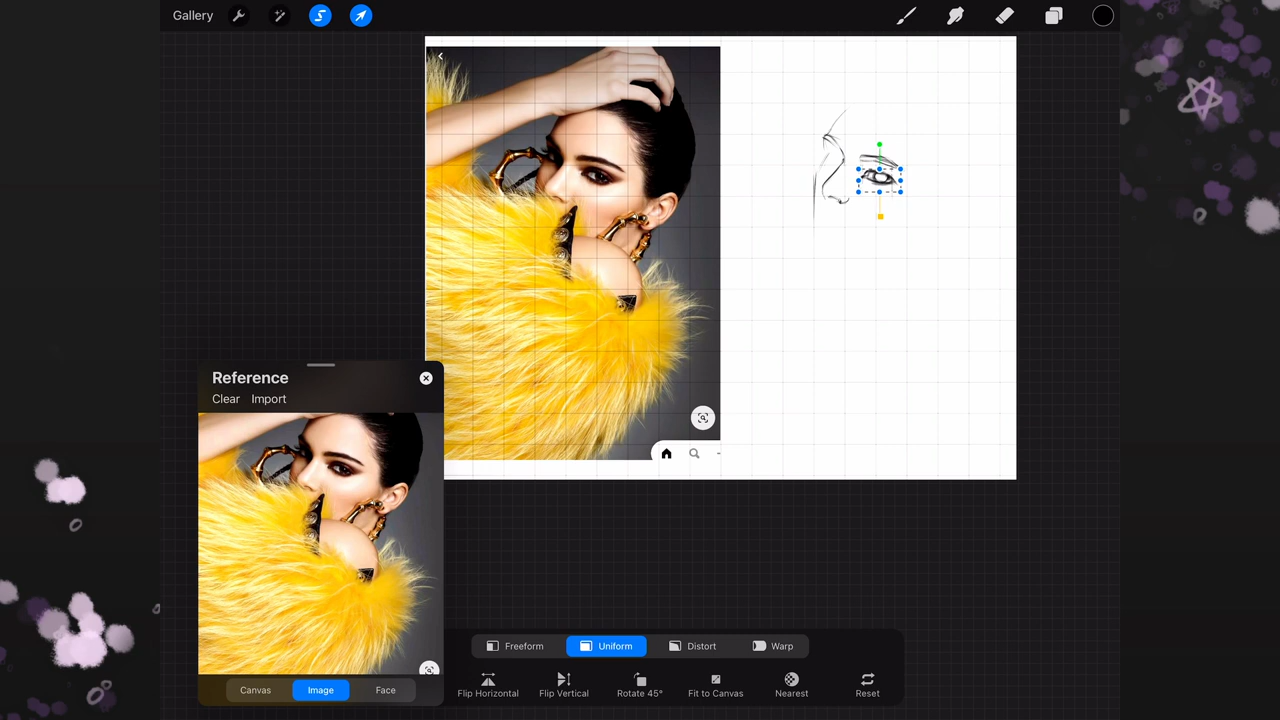 Gallery
Reference
Clear Import
Canvas Image Face
Freeform Uniform Distort Warp
Flip Horizontal Flip Vertical Rotate 45° Fit to Canvas Nearest Reset